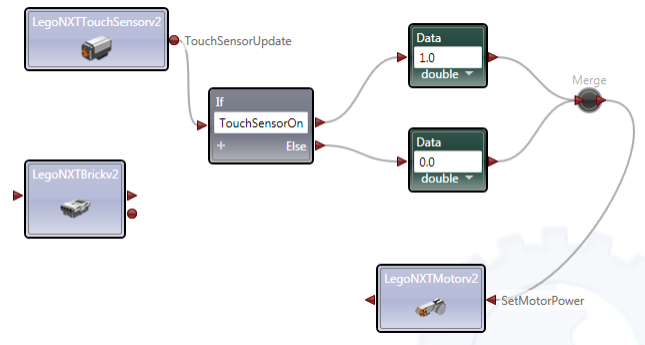 LegoNXTTouchSensorv2
TouchSensorUpdate
If
TouchSensorOn
Else
Data
1.0
double
Data
0.0
double
Merge
LegoNXTBrickv2
LegoNXTMotorv2
SetMotorPower